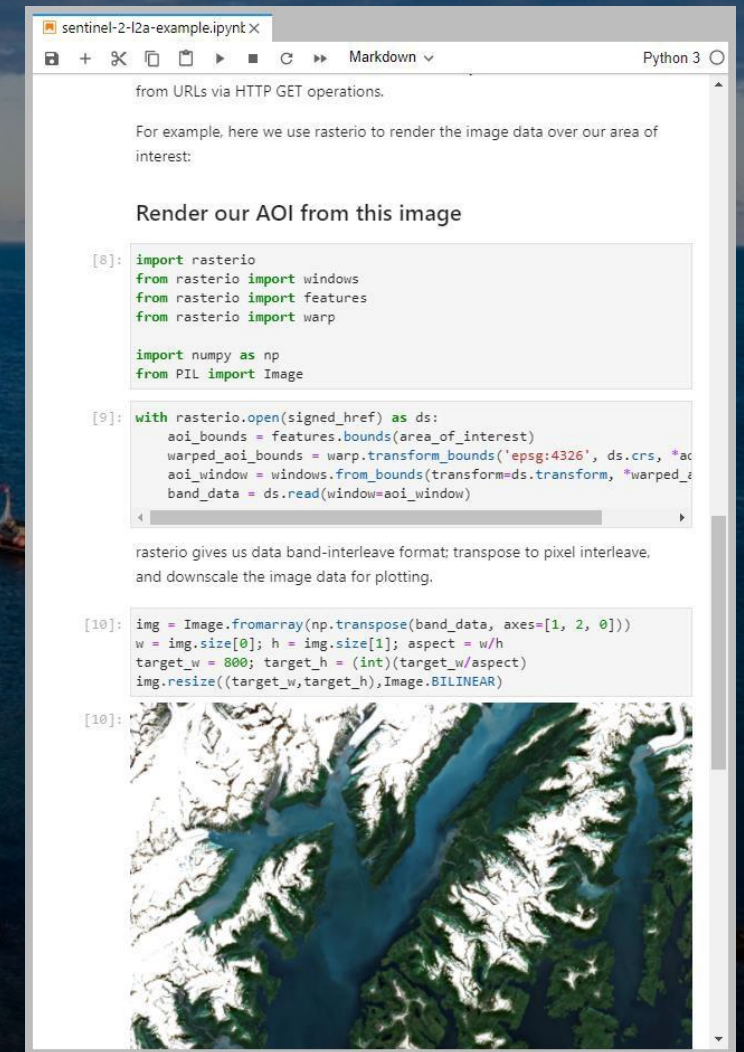 sentinel-2-l2a-example.ipynb
Markdown
Python 3
from URLs via HTTP GET operations.
For example, here we use rasterio to render the image data over our area of
interest:
Render our AOI from this image
[8]:
import rasterio
from rasterio import windows
from rasterio import features
from rasterio import warp
import numpy as np
from PIL import Image
[9]:
with rasterio.open(signed_href) as ds:
aoi_bounds = features.bounds(area_of_interest)
warped_aoi_bounds = warp.transform_bounds('epsg:4326', ds.crs, *ao
aoi_window = windows.from_bounds(transform=ds.transform, *warped_a
band_data = ds.read(window=aoi_window)
rasterio gives us data band-interleave format; transpose to pixel interleave,
and downscale the image data for plotting.
[10]:
img = Image.fromarray(np.transpose(band_data, axes=[1, 2, 0]))
w = img.size[0]; h = img.size[1]; aspect = w/h
target_w = 800; target_h = (int)(target_w/aspect)
img.resize((target_w,target_h),Image.BILINEAR)
[10]: